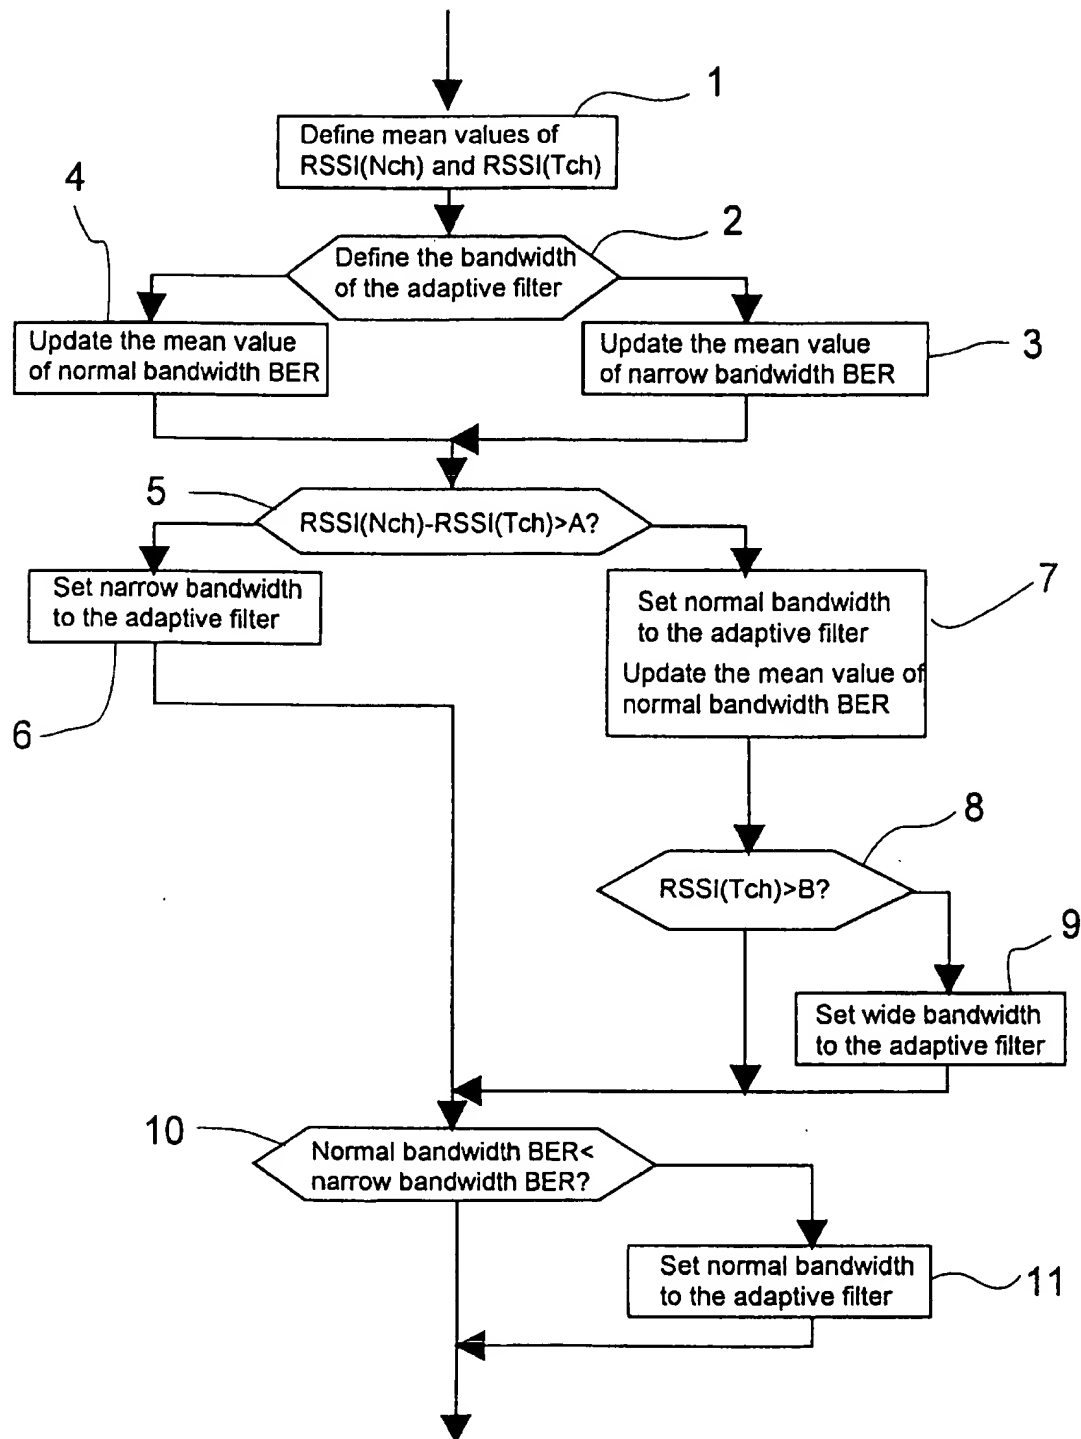 1
Define mean values of
RSSI(Nch) and RSSI(Tch)
4
2
Define the bandwidth
of the adaptive filter
Update the mean value
of normal bandwidth BER
Update the mean value
of narrow bandwidth BER
3
5
RSSI(Nch)-RSSI(Tch)>A?
Set narrow bandwidth
to the adaptive filter
6
7
Set normal bandwidth
to the adaptive filter
Update the mean value of
normal bandwidth BER
8
RSSI(Tch)>B?
9
Set wide bandwidth
to the adaptive filter
10
Normal bandwidth BER<
narrow bandwidth BER?
Set normal bandwidth
to the adaptive filter
11